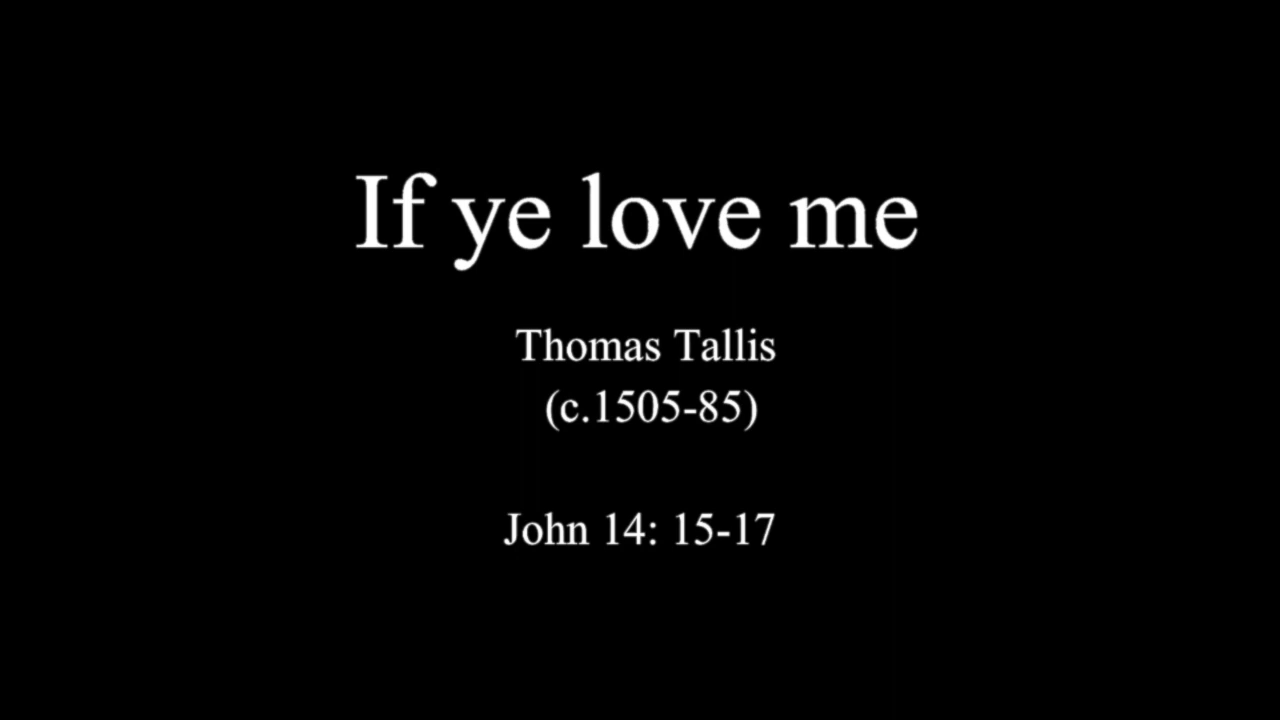 If ye love me
Thomas Tallis
(c.1505-85)
John 14: 15-17